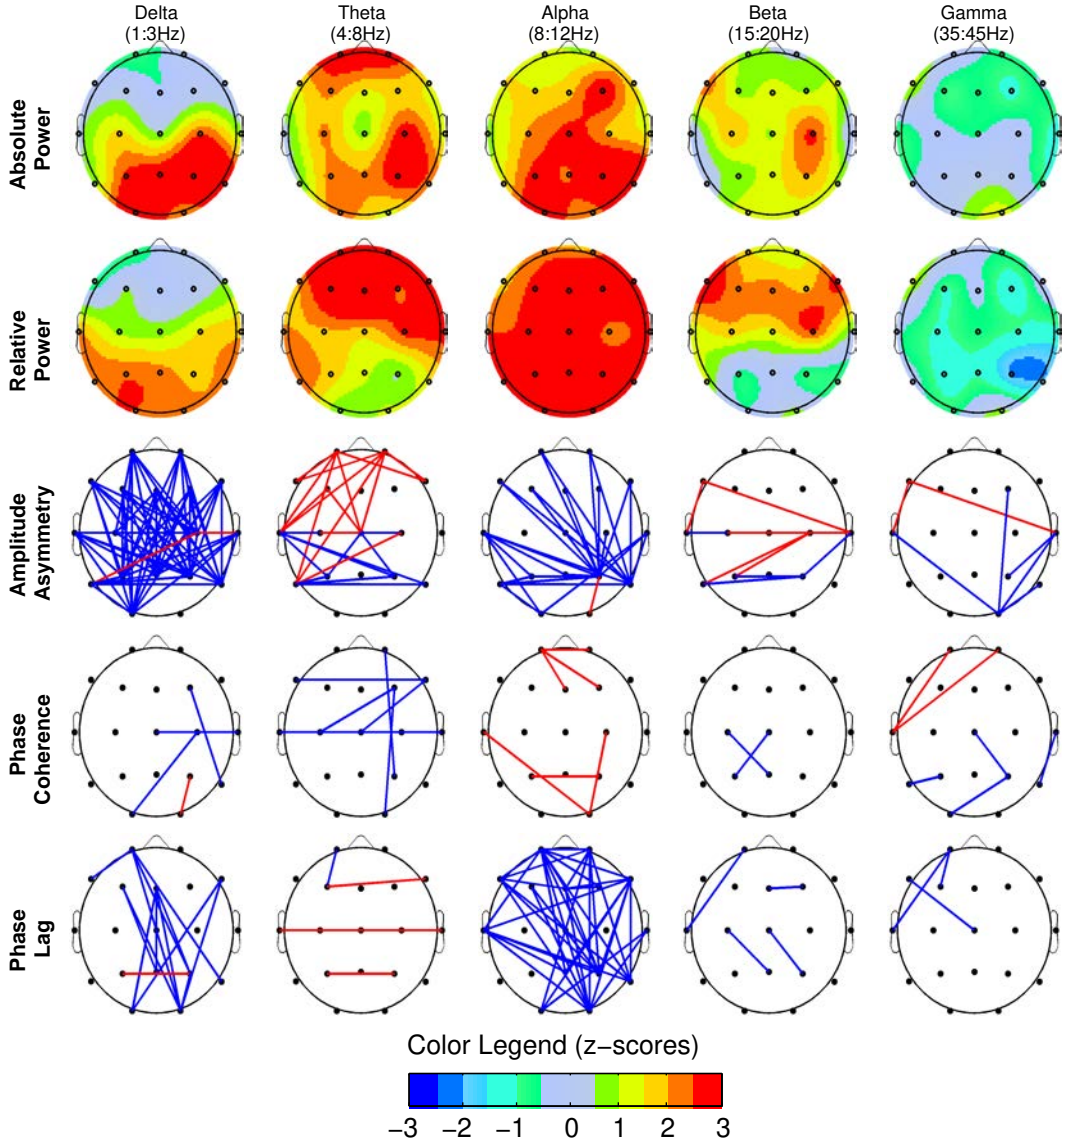 Delta
(1:3Hz)
Theta
(4:8Hz)
Alpha
(8:12Hz)
Beta
(15:20Hz)
Gamma
(35:45Hz)
Absolute
Power
Relative
Power
Amplitude
Asymmetry
Phase
Coherence
Phase
Lag
Color Legend (z−scores)
−3 −2 −1 0 1 2 3